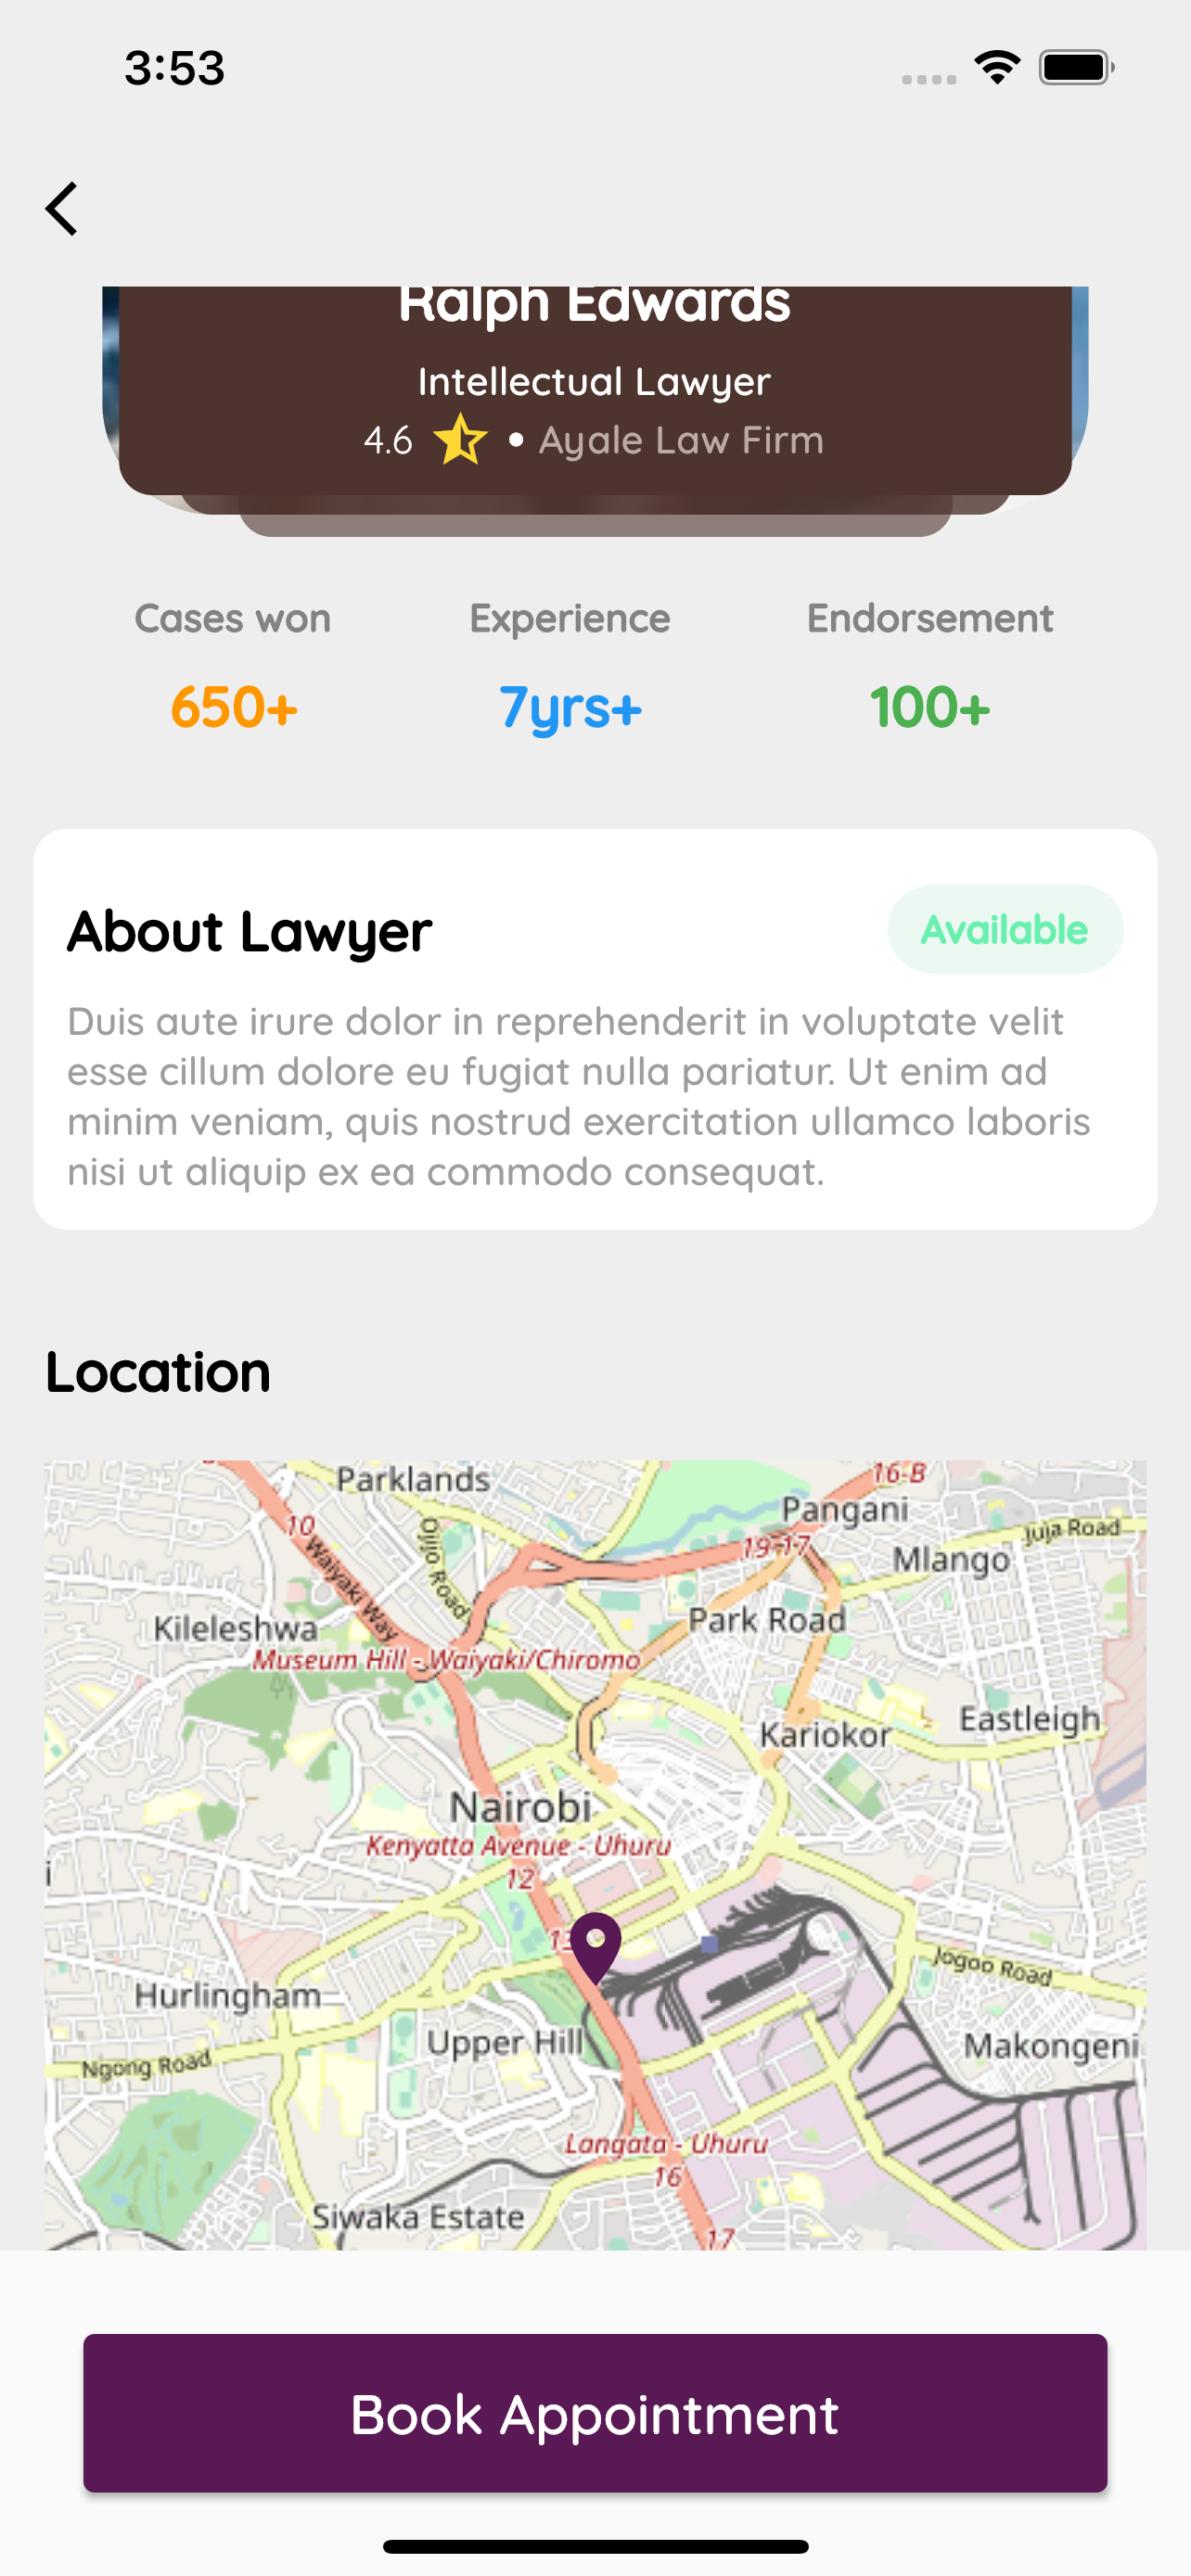 3:53
Ralph Edwards
Intellectual Lawyer
4.6 • Ayale Law Firm
Cases won Experience Endorsement
650+ 7yrs+ 100+
About Lawyer Available
Duis aute irure dolor in reprehenderit in voluptate velit
esse cillum dolore eu fugiat nulla pariatur. Ut enim ad
minim veniam, quis nostrud exercitation ullamco laboris
nisi ut aliquip ex ea commodo consequat.
Location
Parklands
16-B
Pangani
10
Juja Road
19-17
Mlango
Ojijo Road
Waiyaki Way
Park Road
Kileleshwa
Museum Hill - Waiyaki/Chiromo
Eastleigh
Kariokor
Nairobi
Kenyatta Avenue - Uhuru
i
12
13
Jogoo Road
Hurlingham
Upper Hill
Makongeni
Ngong Road
Langata - Uhuru
16
Siwaka Estate
17
Book Appointment